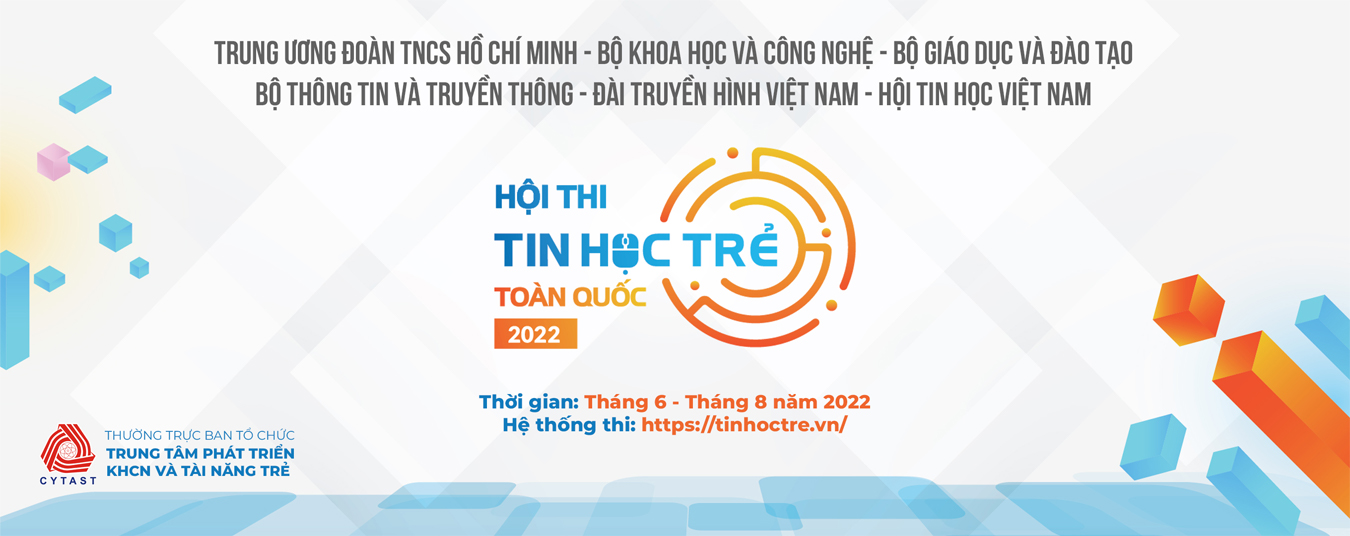 TRUNG ƯƠNG ĐOÀN TNCS HỒ CHÍ MINH - BỘ KHOA HỌC VÀ CÔNG NGHỆ - BỘ GIÁO DỤC VÀ ĐÀO TẠO
BỘ THÔNG TIN VÀ TRUYỀN THÔNG - ĐÀI TRUYỀN HÌNH VIỆT NAM - HỘI TIN HỌC VIỆT NAM
HỘI THI
TIN HỌC TRẺ
TOÀN QUỐC
2022
Thời gian: Tháng 6 - Tháng 8 năm 2022
Hệ thống thi: https://tinhoctre.vn/
THƯỜNG TRỰC BAN TỔ CHỨC
TRUNG TÂM PHÁT TRIỂN
KHCN VÀ TÀI NĂNG TRẺ
CYTAST